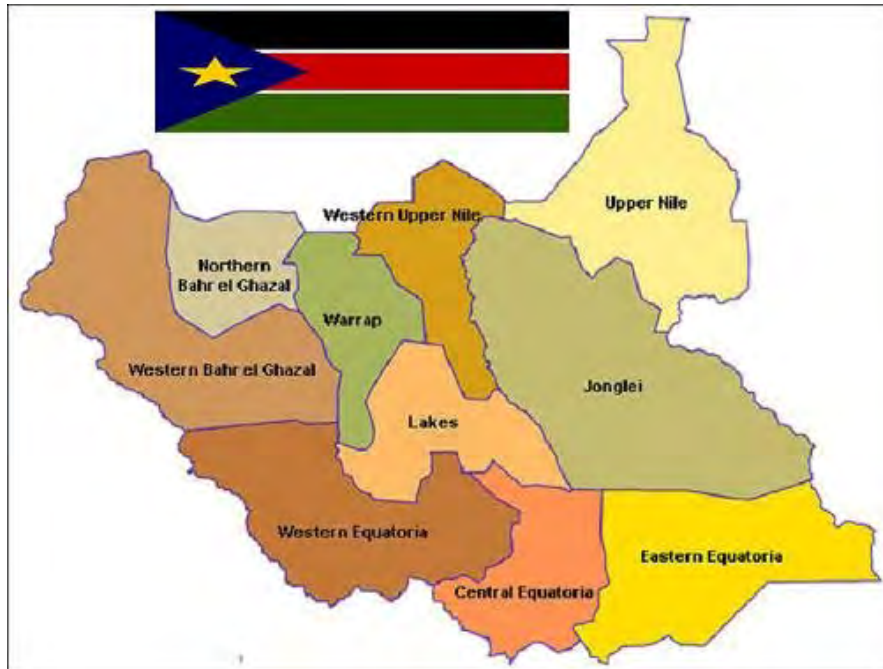 Western Upper Nile
Upper Nile
Northern
Bahr el Ghazal
Warrap
Western Bahr el Ghazal
Jonglei
Lakes
Western Equatoria
Eastern Equatoria
Central Equatoria